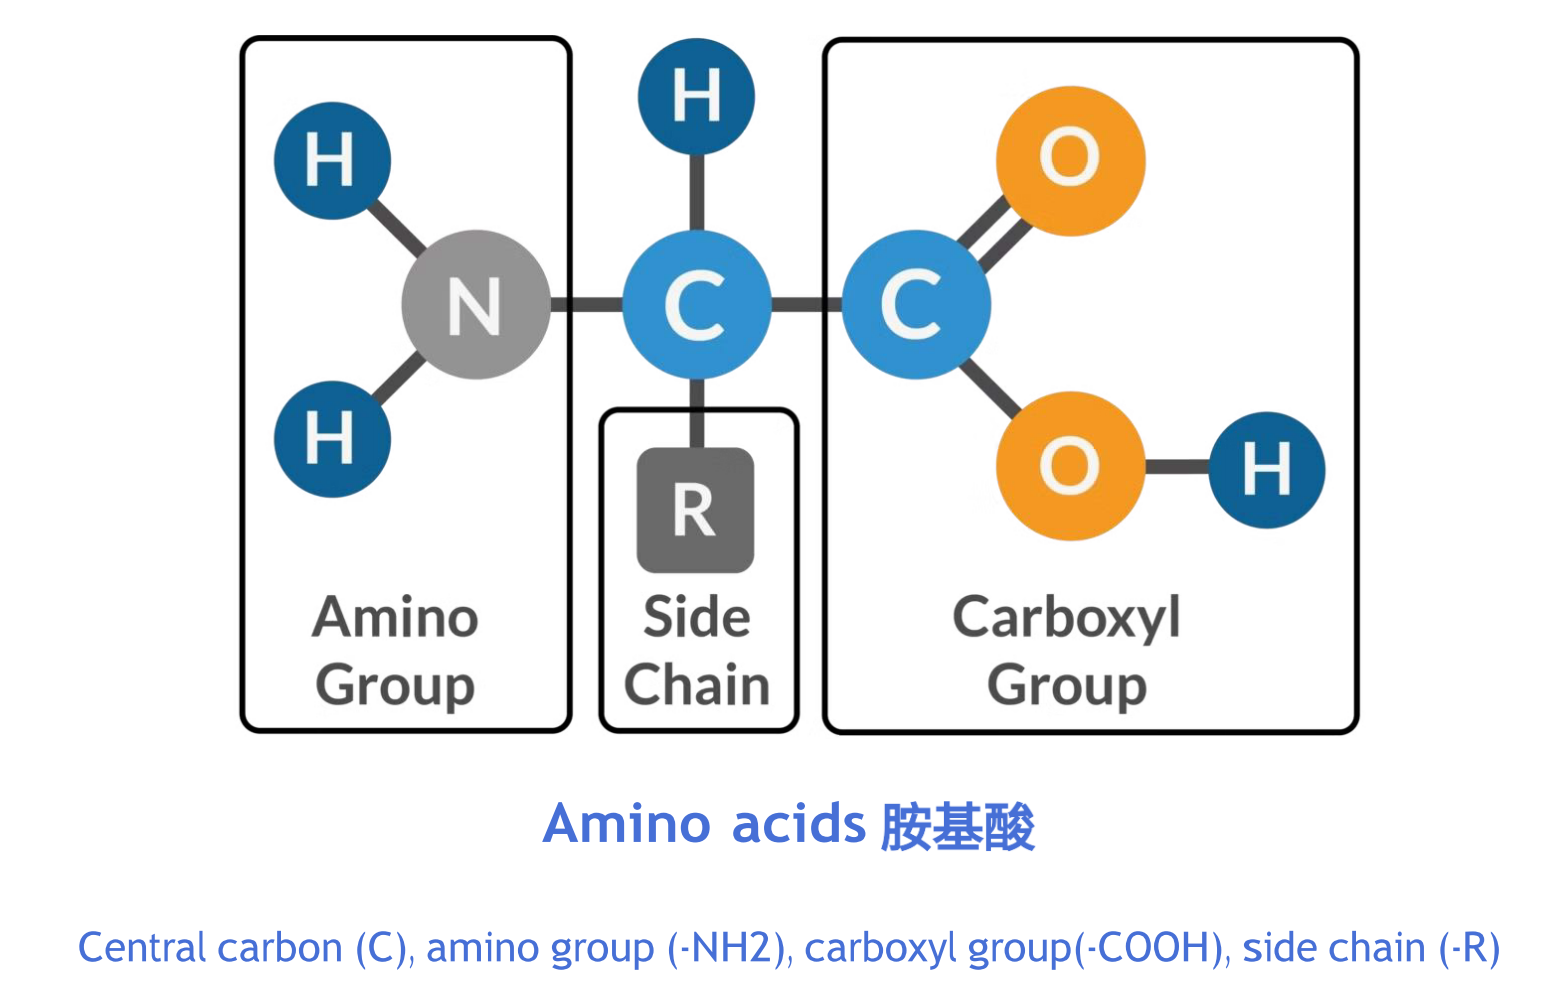 H
H
O
H
N
C
C
H
O
H
R
Amino
Group
Side
Chain
Carboxyl
Group
Amino acids 胺基酸
Central carbon (C), amino group (-NH2), carboxyl group(-COOH), side chain (-R)